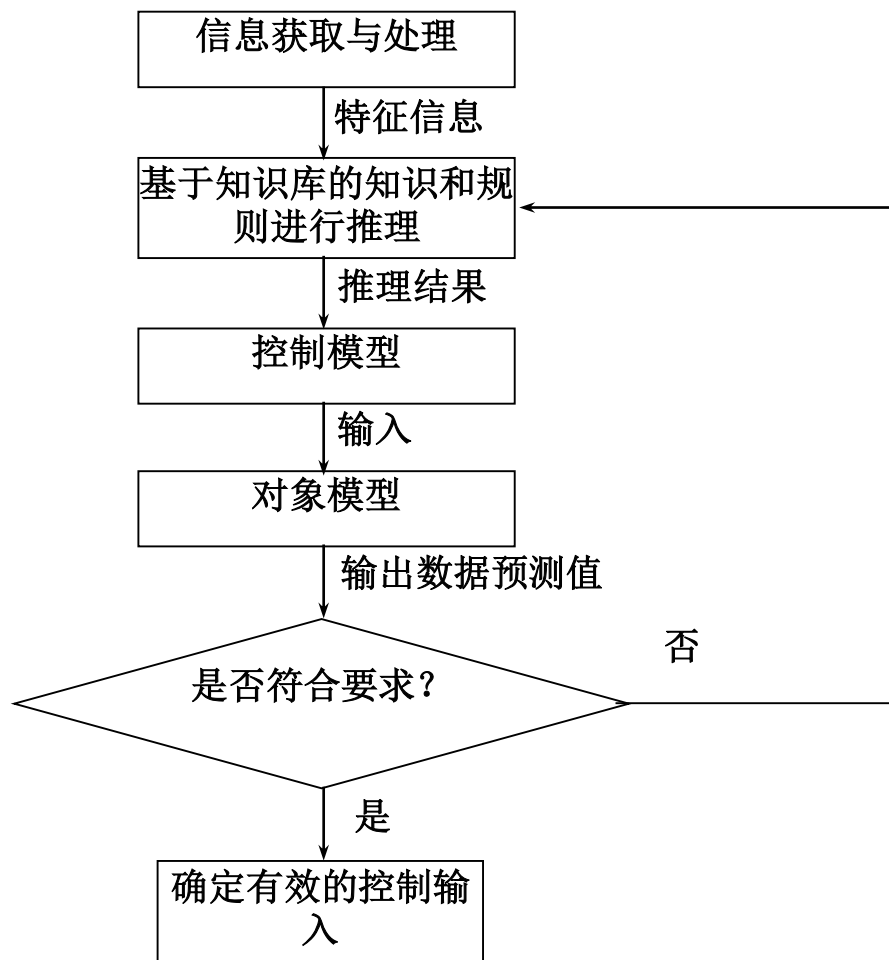 信息获取与处理
特征信息
基于知识库的知识和规
则进行推理
推理结果
控制模型
输入
对象模型
输出数据预测值
否
是否符合要求？
是
确定有效的控制输
入